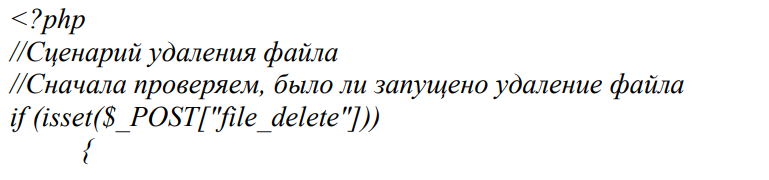 <?php
//Сценарий удаления файла
//Сначала проверяем, было ли запущено удаление файла
if (isset($_POST["file_delete"]))
{